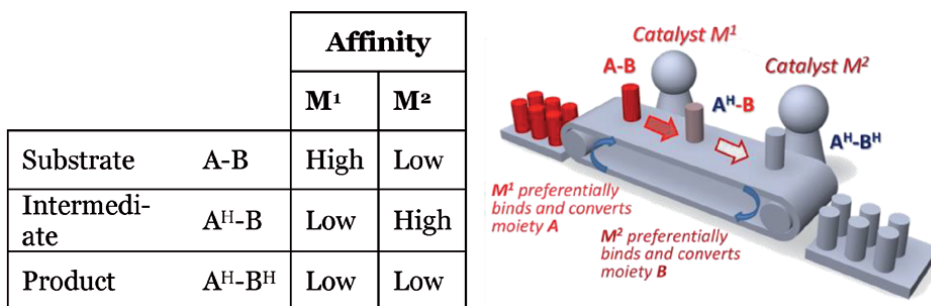 Affinity
M¹ M²
Substrate A-B High Low
Intermedi-
ate Aᴴ-B Low High
Product Aᴴ-Bᴴ Low Low
Catalyst M¹
A-B
Catalyst M²
Aᴴ-B
Aᴴ-Bᴴ
M¹ preferentially
binds and converts
moiety A
M² preferentially
binds and converts
moiety B